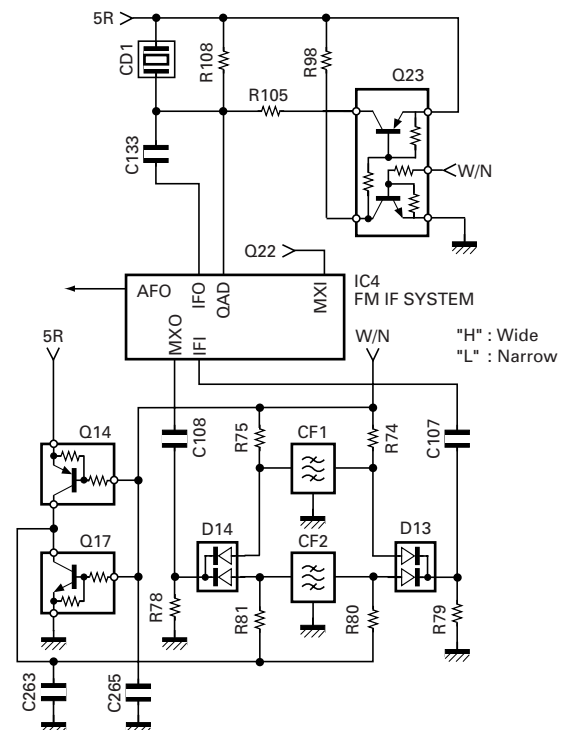 5R
CD1
R108
R98
Q23
R105
C133
W/N
Q22
IC4
FM IF SYSTEM
AFO
IFO
QAD
MXI
MXO
IFI
5R
W/N
"H" : Wide
"L" : Narrow
Q14
C108
R75
CF1
R74
C107
Q17
D14
CF2
D13
R78
R81
R80
R79
C263
C265